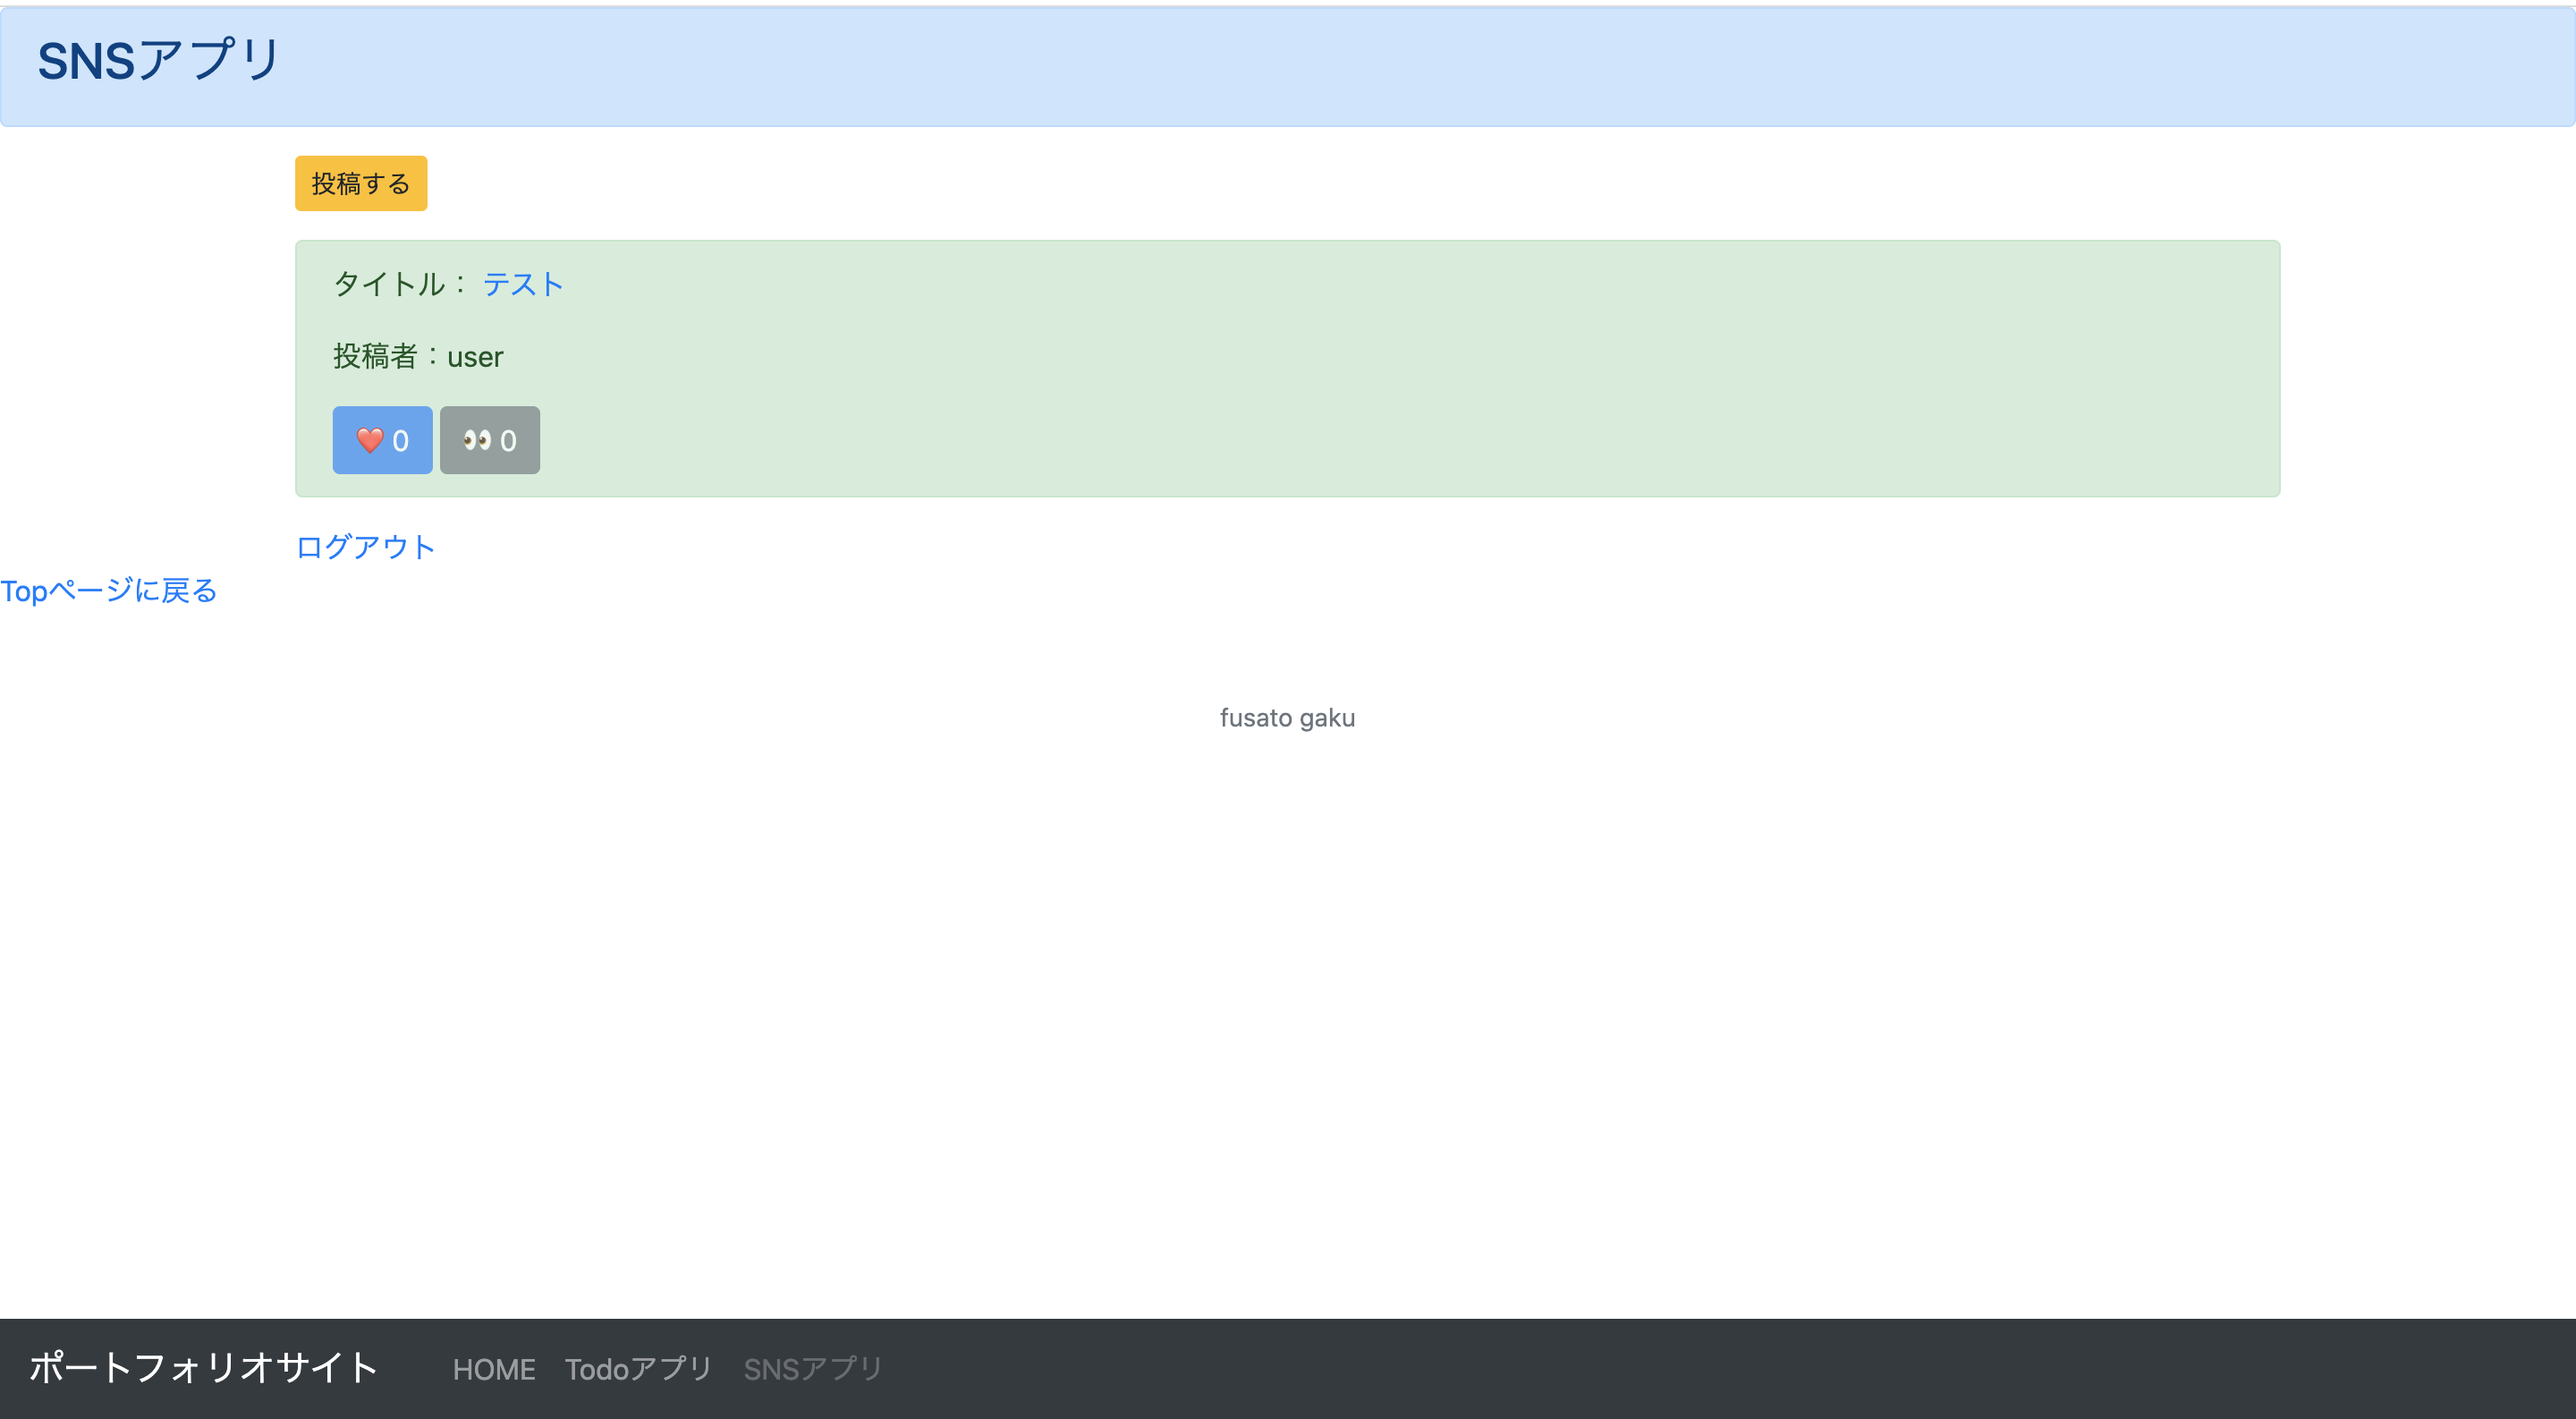 SNSアプリ
投稿する
タイトル： テスト
投稿者：user
❤️ 0 👀 0
ログアウト
Topページに戻る
fusato gaku
ポートフォリオサイト HOME Todoアプリ SNSアプリ